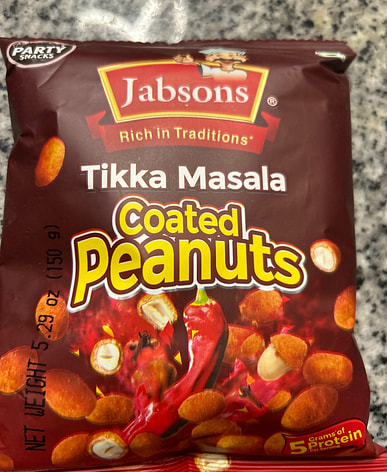 PARTY
SNACKS
Jabsons®
Rich in Traditions*
Tikka Masala
Coated
Peanuts
NET WEIGHT 5.29 oz (150 g)
5 Grams of
Protein